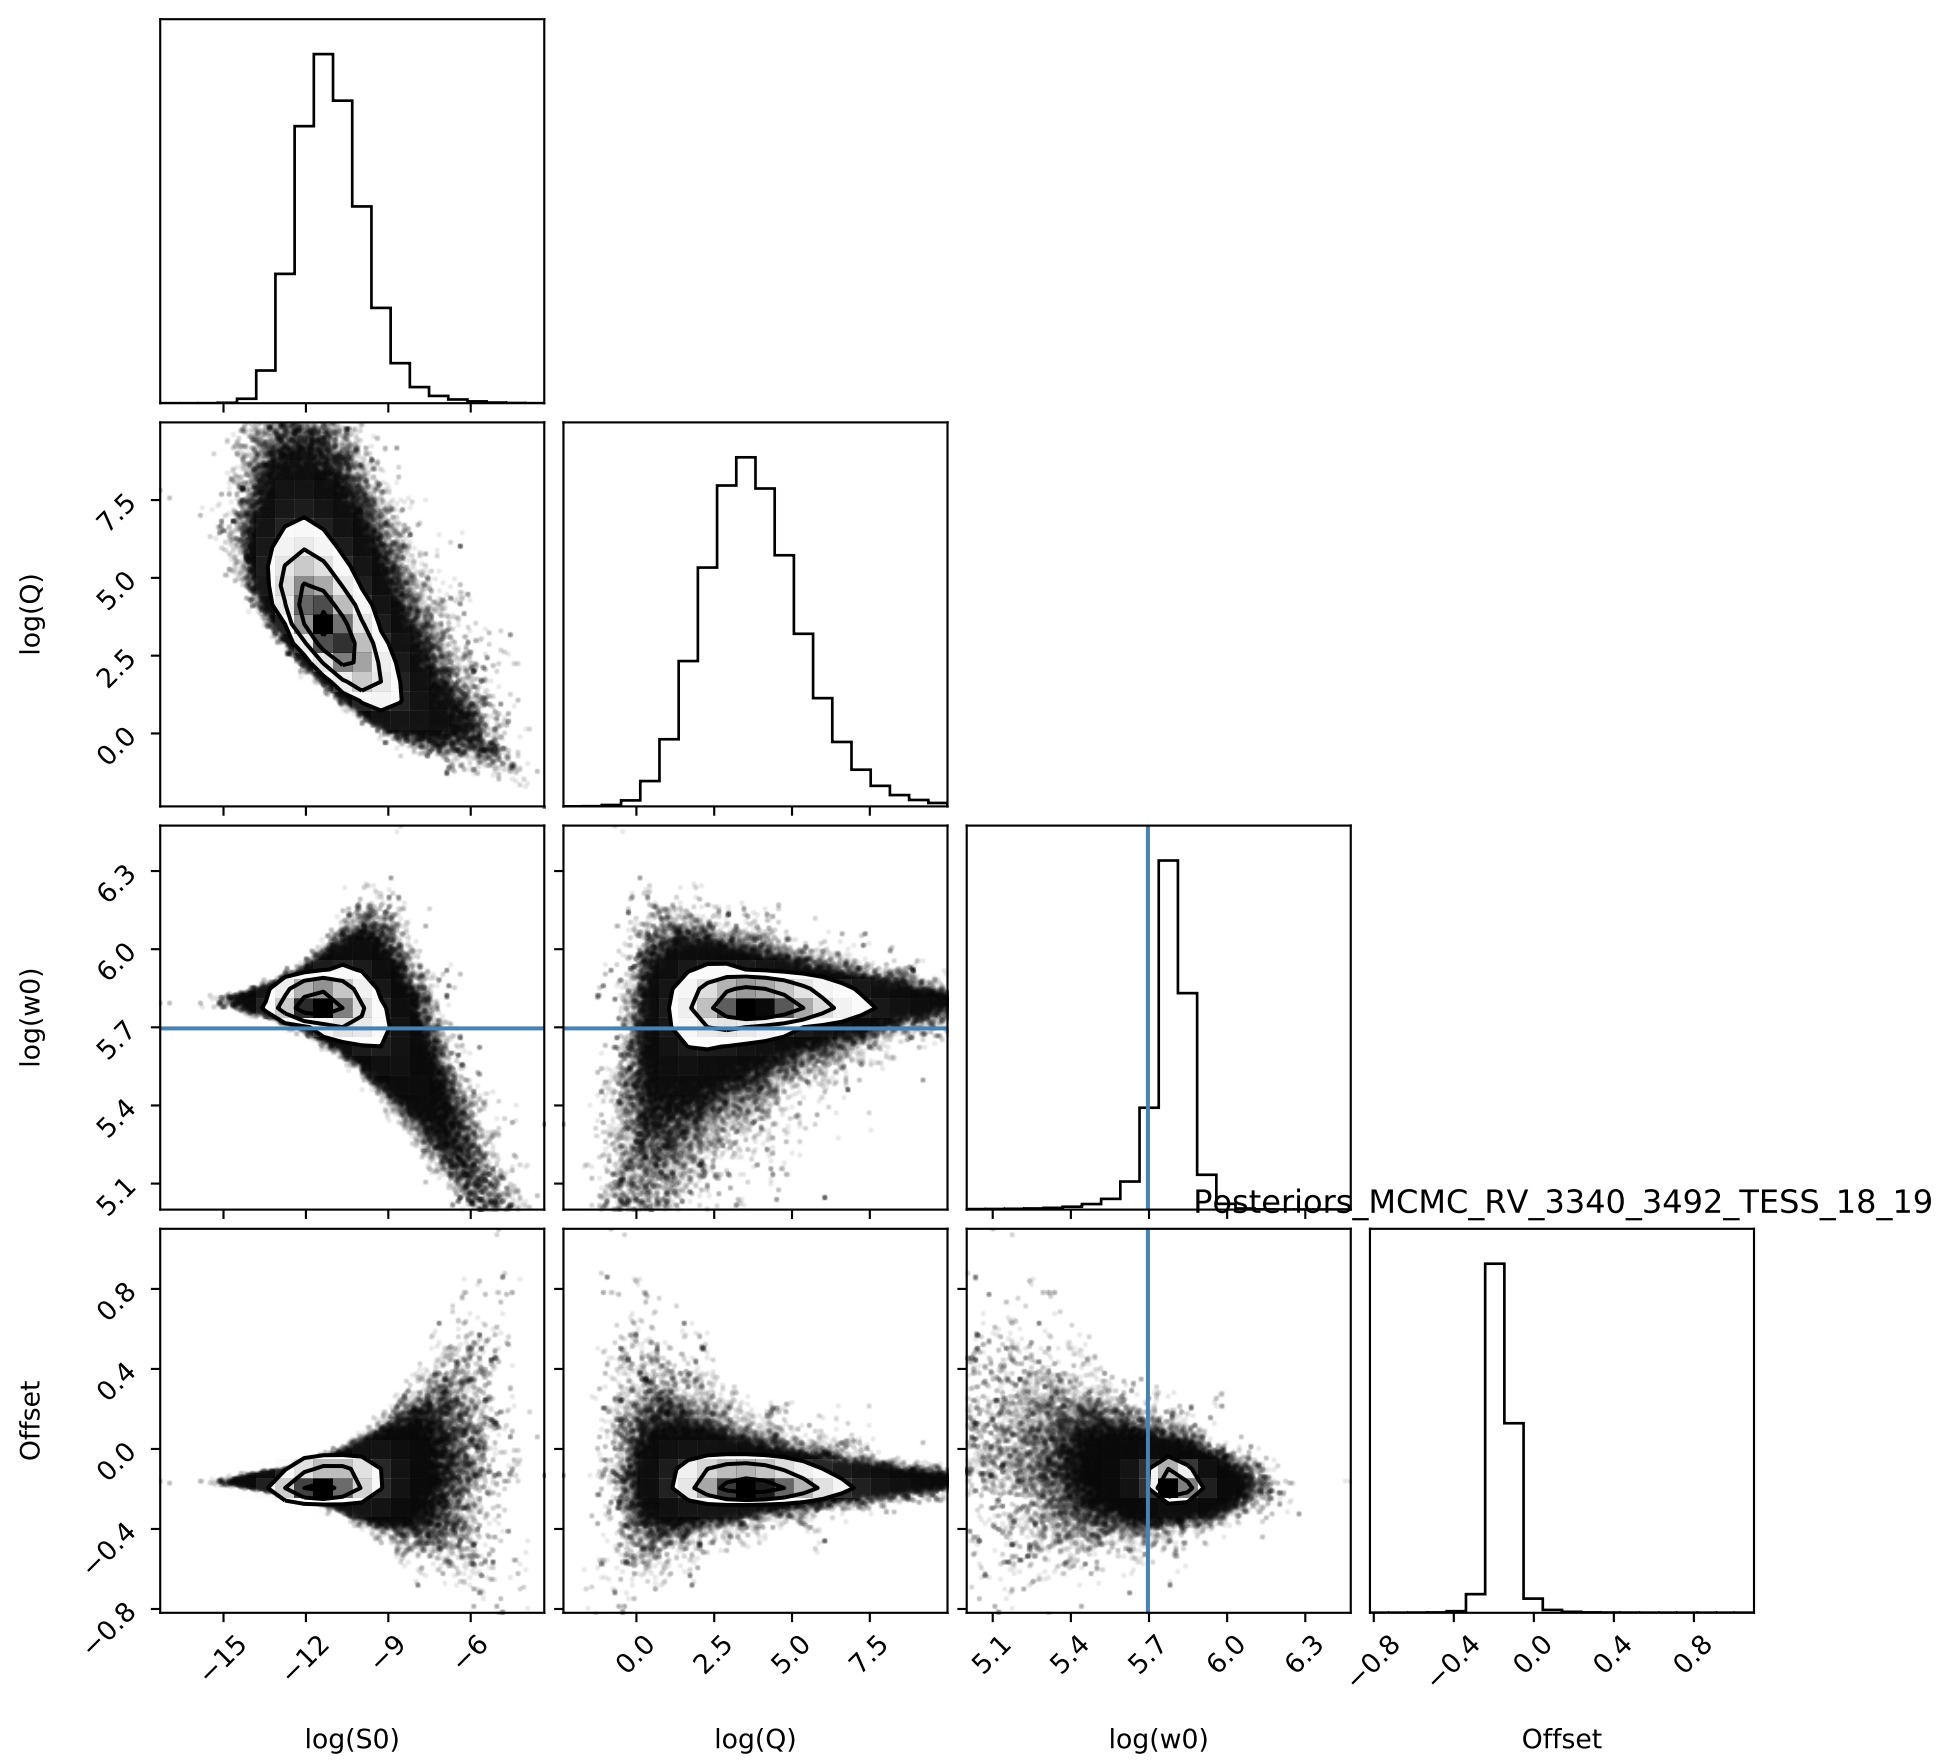 7.5
5.0
2.5
0.0
log(Q)
6.3
6.0
5.7
5.4
5.1
log(w0)
Posteriors_MCMC_RV_3340_3492_TESS_18_19
0.8
0.4
0.0
−0.4
−0.8
Offset
−15 −12 −9 −6
0.0 2.5 5.0 7.5
5.1 5.4 5.7 6.0 6.3
−0.8 −0.4 0.0 0.4 0.8
log(S0) log(Q) log(w0) Offset